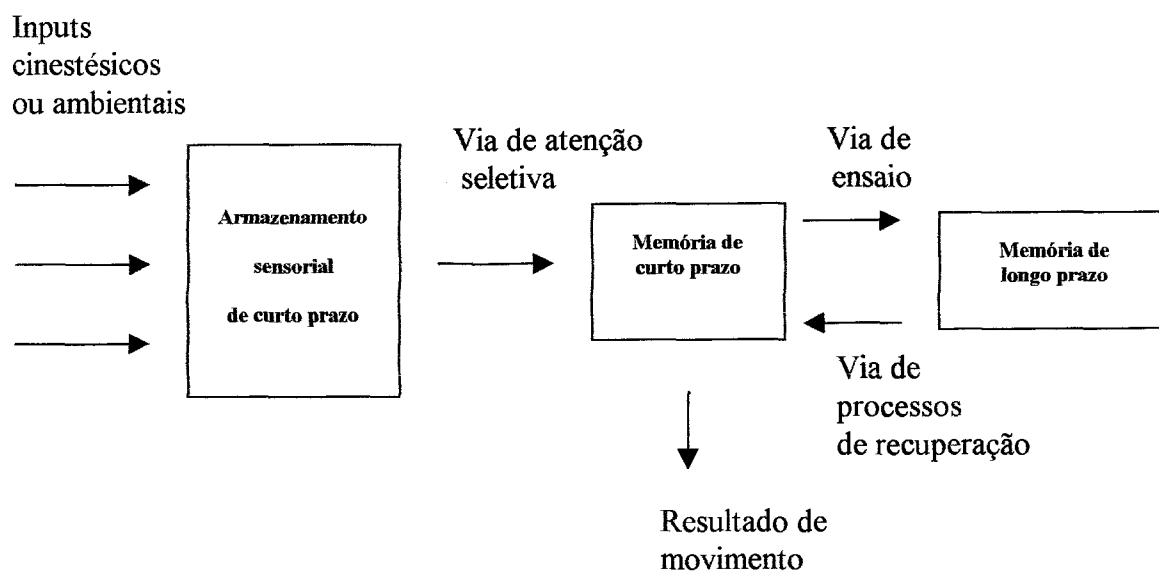 Inputs
cinestésicos
ou ambientais
Armazenamento
sensorial
de curto prazo
Via de atenção
seletiva
Memória de
curto prazo
Via de
ensaio
Memória de
longo prazo
Via de
processos
de recuperação
Resultado de
movimento